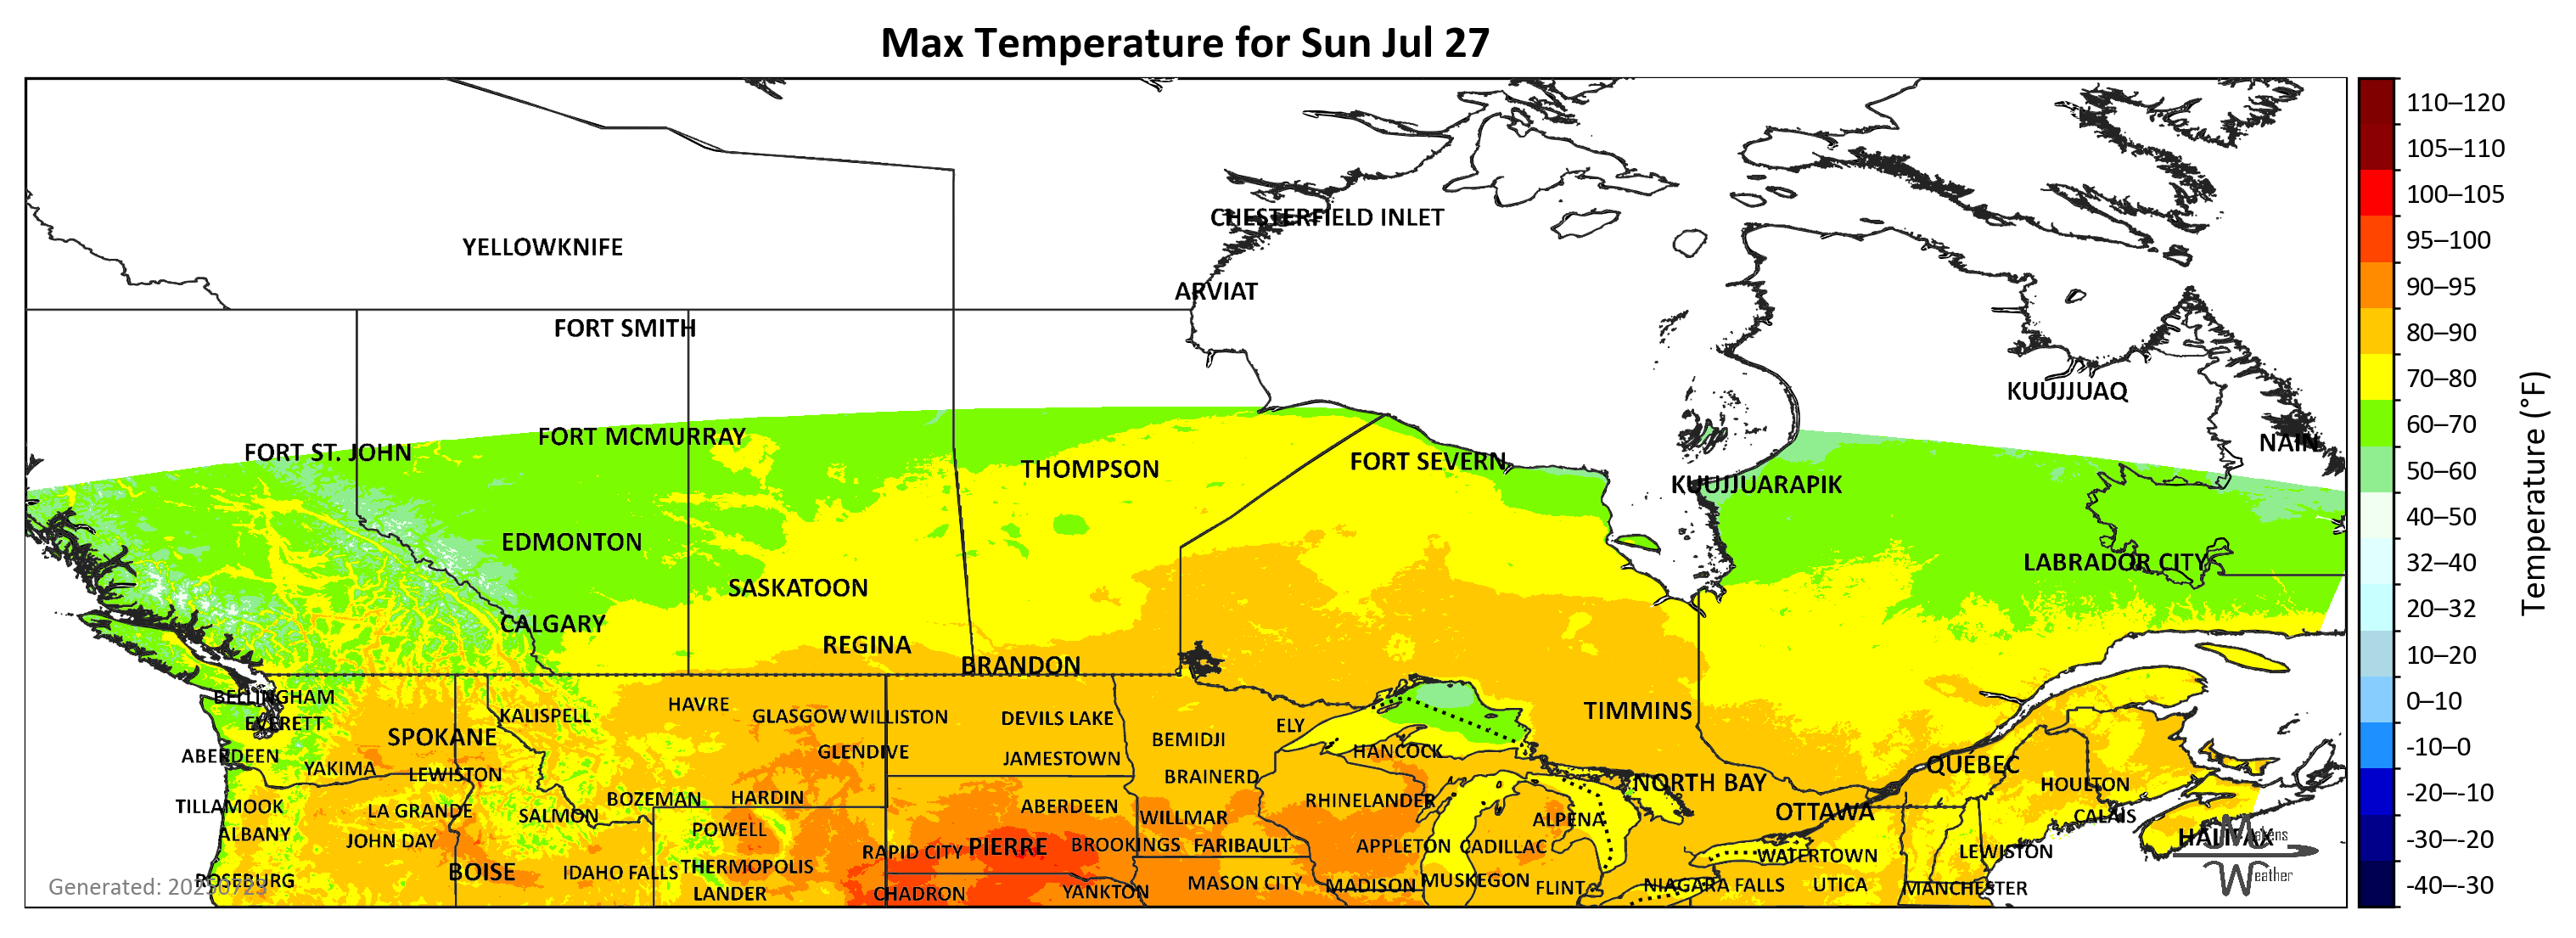 Max Temperature for Sun Jul 27
CHESTERFIELD INLET
YELLOWKNIFE
ARVIAT
FORT SMITH
KUUJJUAQ
FORT MCMURRAY
NAIN
FORT ST. JOHN
THOMPSON
FORT SEVERN
KUUJJUARAPIK
EDMONTON
LABRADOR CITY
SASKATOON
CALGARY
REGINA
BRANDON
BELLINGHAM
HAVRE
KALISPELL
GLASGOW
WILLISTON
DEVILS LAKE
TIMMINS
EVERETT
ELY
SPOKANE
BEMIDJI
GLENDIVE
HANCOCK
ABERDEEN
JAMESTOWN
QUEBEC
YAKIMA
LEWISTON
BRAINERD
NORTH BAY
HOULTON
BOZEMAN
HARDIN
RHINELANDER
TILLAMOOK
LA GRANDE
SALMON
ABERDEEN
WILLMAR
ALPENA
OTTAWA
CALAIS
ALBANY
JOHN DAY
POWELL
HALIFAX
RAPID CITY
PIERRE
BROOKINGS
FARIBAULT
APPLETON
CADILLAC
WATERTOWN
LEWISTON
BOISE
IDAHO FALLS
THERMOPOLIS
ROSEBURG
MASON CITY
MADISON
MUSKEGON
FLINT
NIAGARA FALLS
UTICA
MANCHESTER
LANDER
CHADRON
YANKTON
Generated: 20250723
Matens
Weather
110–120
105–110
100–105
95–100
90–95
80–90
70–80
60–70
50–60
40–50
32–40
20–32
10–20
0–10
-10–0
-20–-10
-30–-20
-40–-30
Temperature (°F)